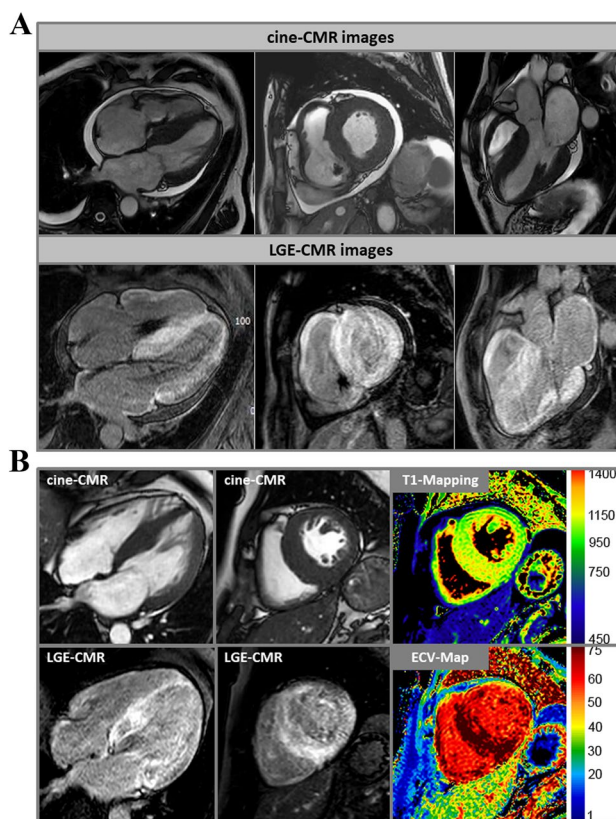 A
cine-CMR images
LGE-CMR images
100
B
cine-CMR
cine-CMR
T1-Mapping
1400
1150
950
750
450
LGE-CMR
LGE-CMR
ECV-Map
75
50
40
30
20
1